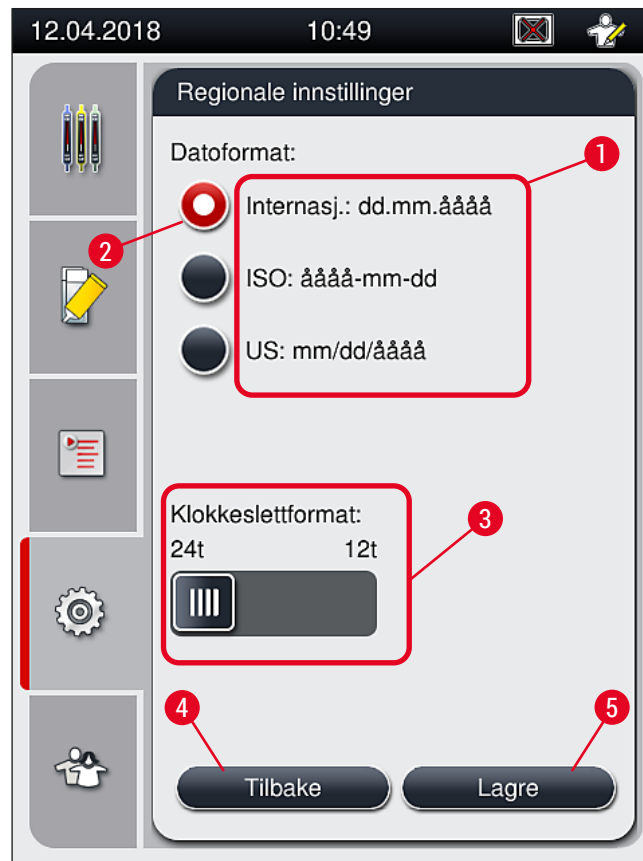 12.04.2018 10:49
Regionale innstillinger
Datoformat:
1
Internasj.: dd.mm.åååå
2
ISO: åååå-mm-dd
US: mm/dd/åååå
Klokkeslettformat:
3
24t 12t
4
5
Tilbake Lagre